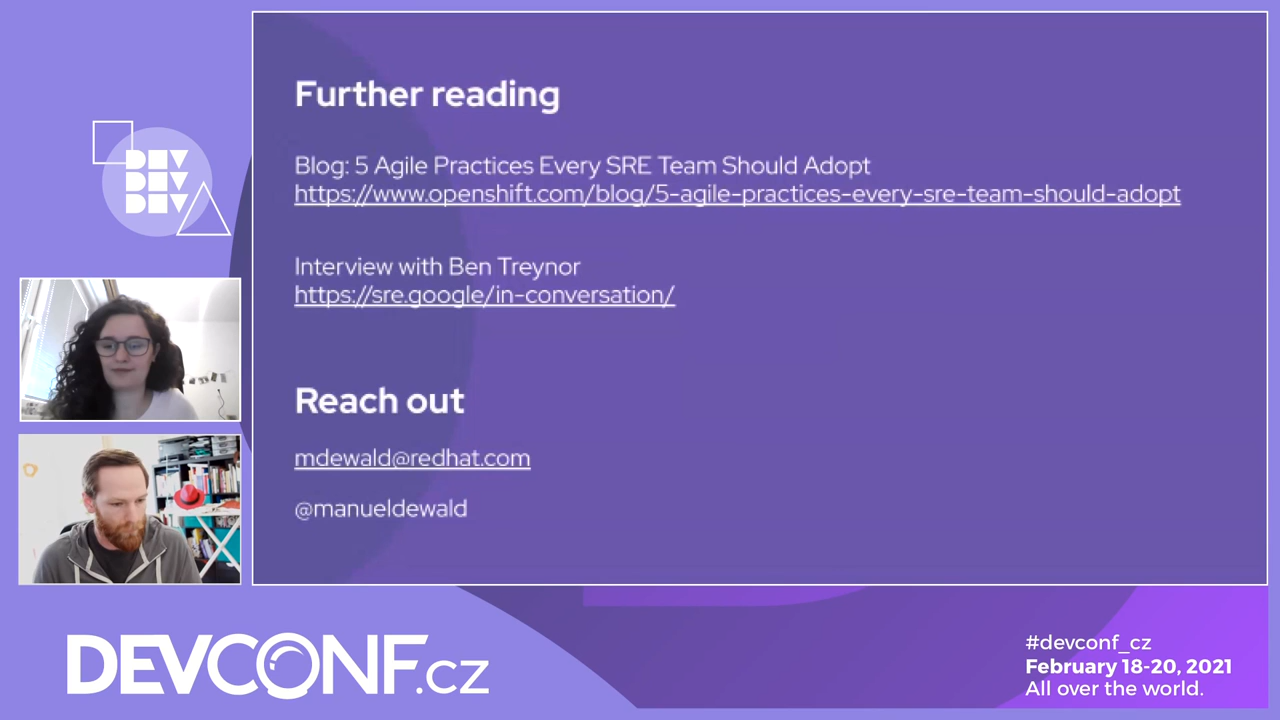 Further reading
Blog: 5 Agile Practices Every SRE Team Should Adopt
https://www.openshift.com/blog/5-agile-practices-every-sre-team-should-adopt
Interview with Ben Treynor
https://sre.google/in-conversation/
Reach out
mdewald@redhat.com
@manueldewald
DEV
DEV
DEV
DEVCONF.cz
#devconf_cz
February 18-20, 2021
All over the world.